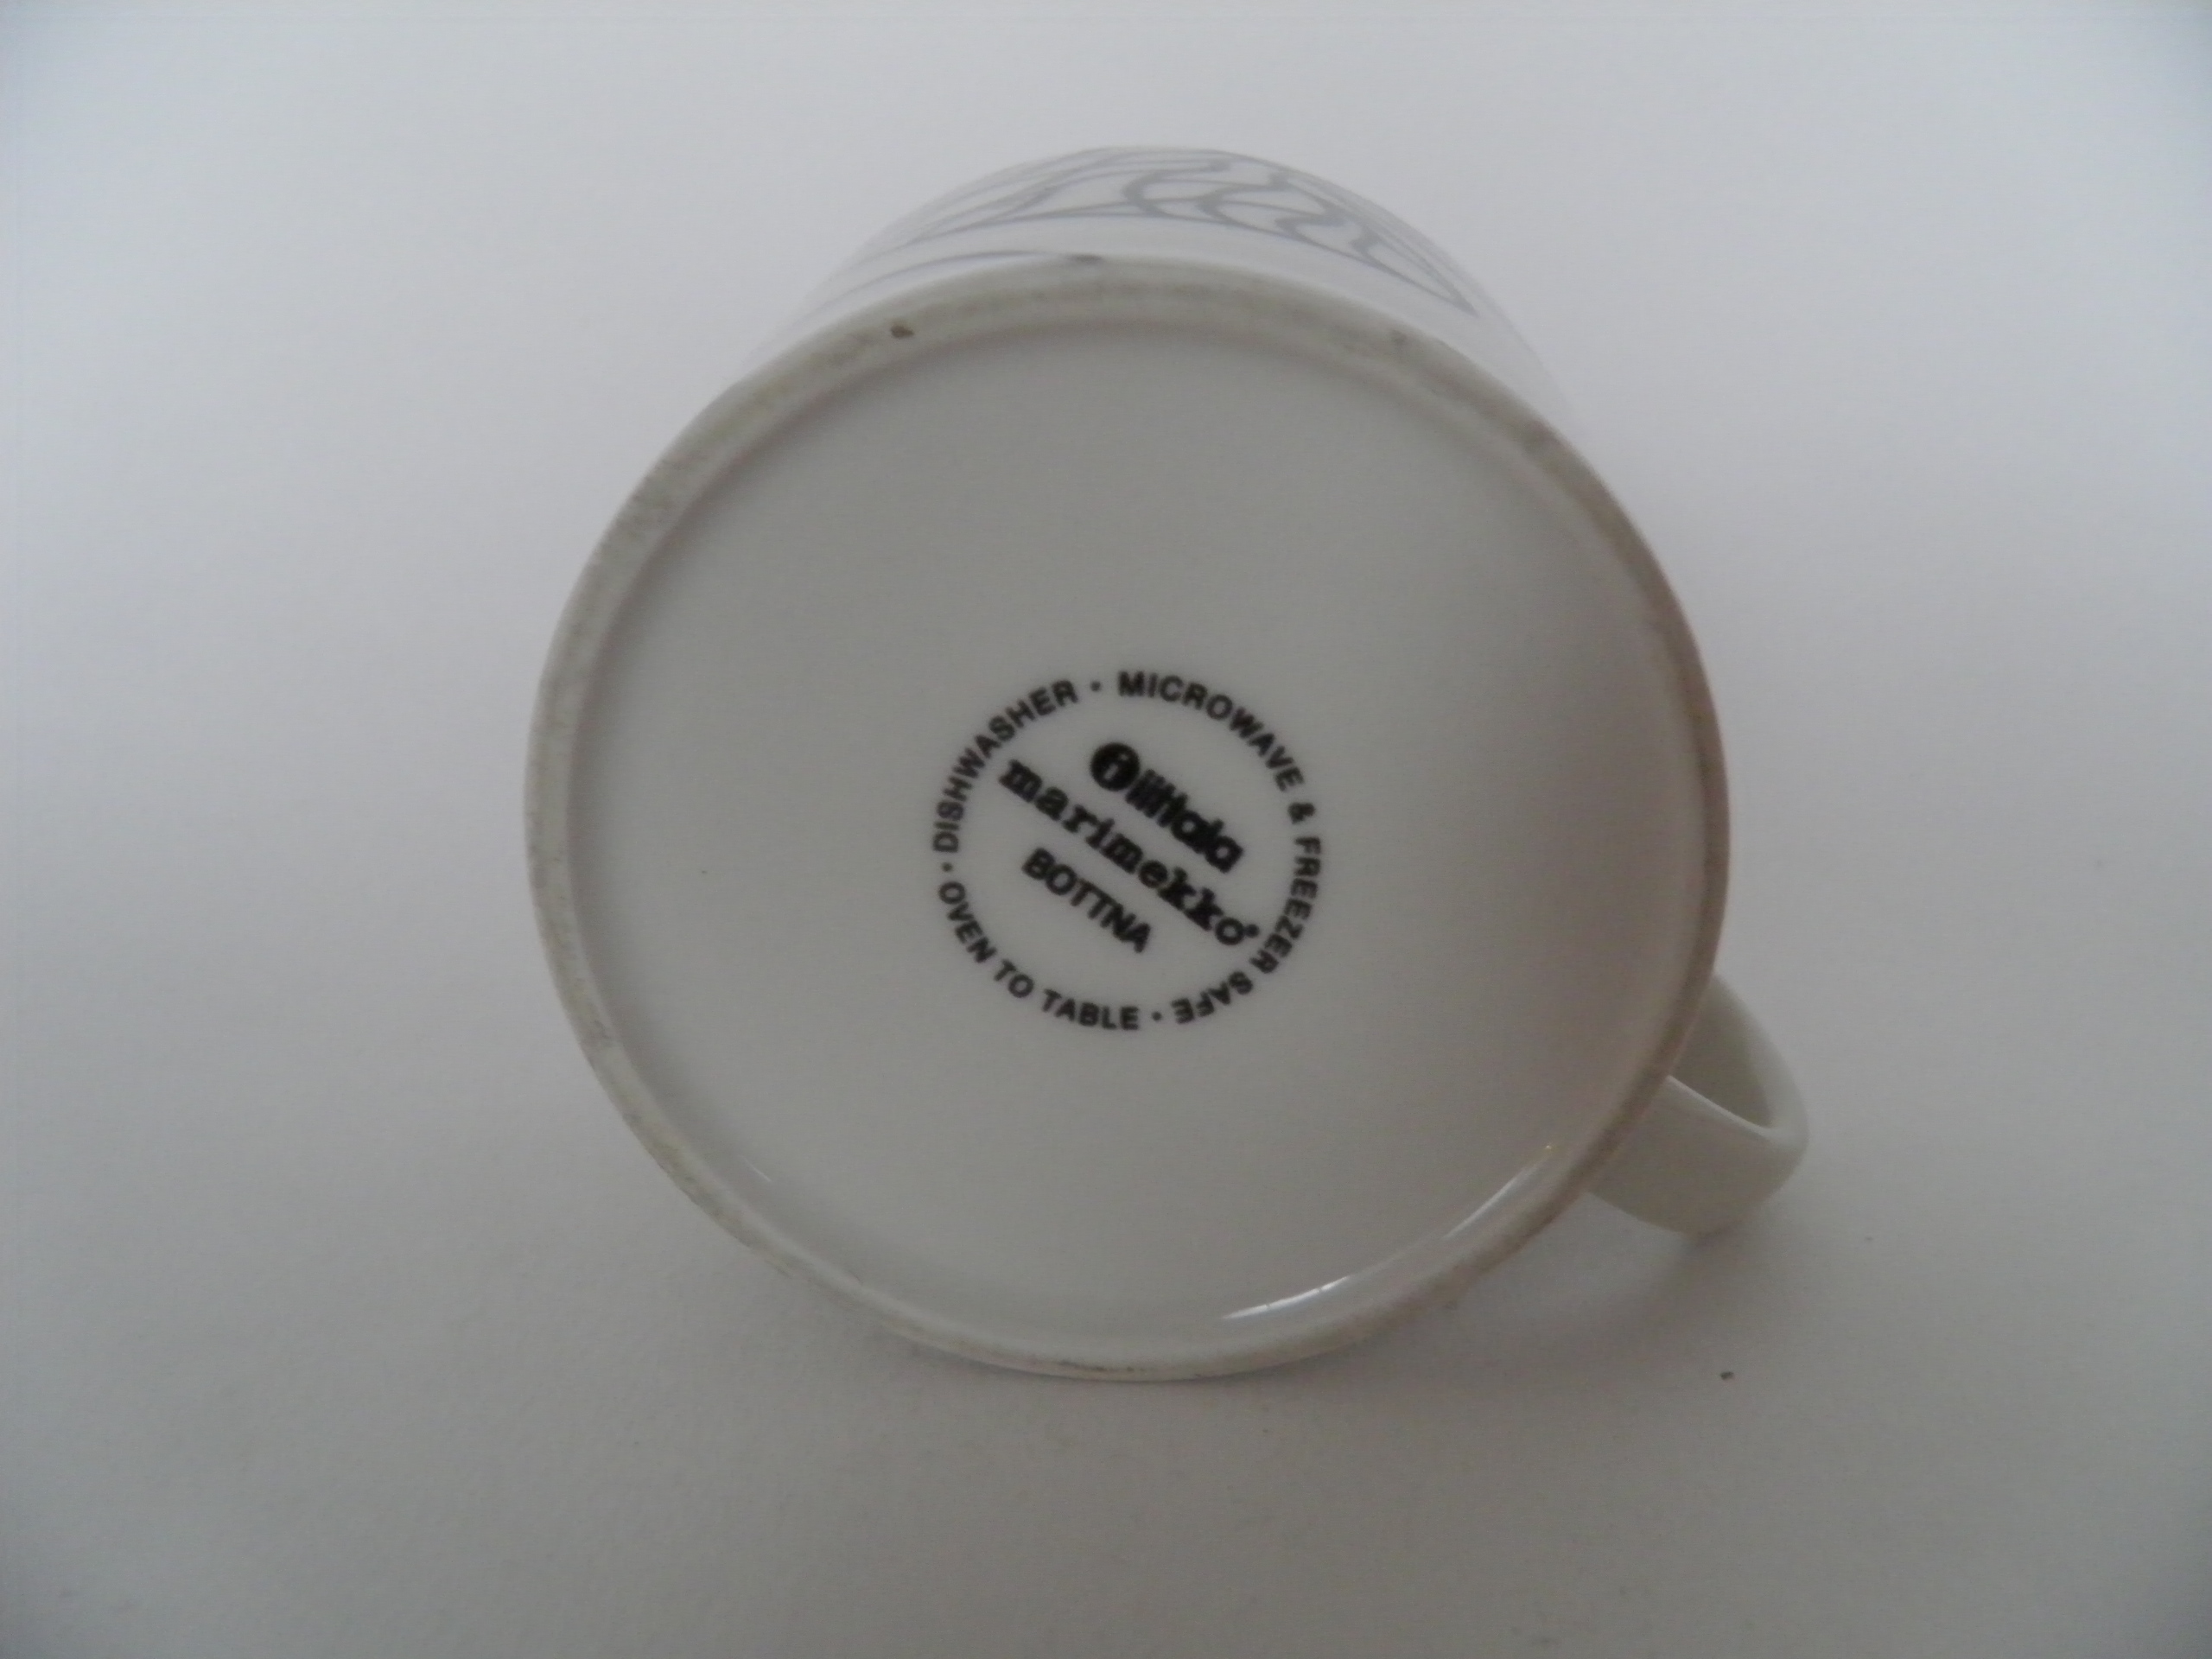 DISHWASHER • MICROWAVE & FREEZER SAFE • OVEN TO TABLE •
i iittala
marimekko®
BOTTNA